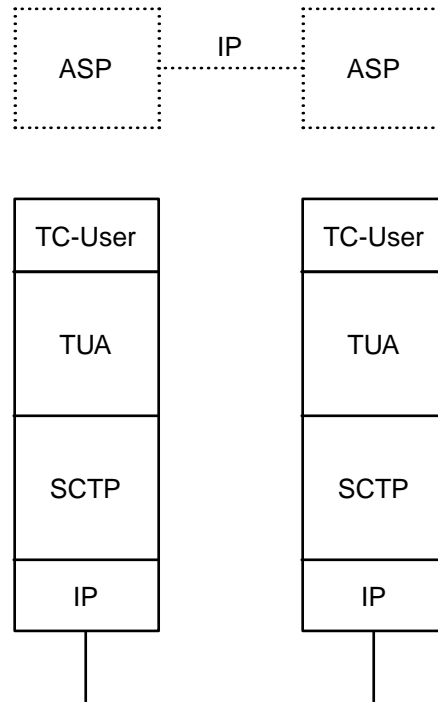 IP
ASP ASP
TC-User TC-User
TUA TUA
SCTP SCTP
IP IP